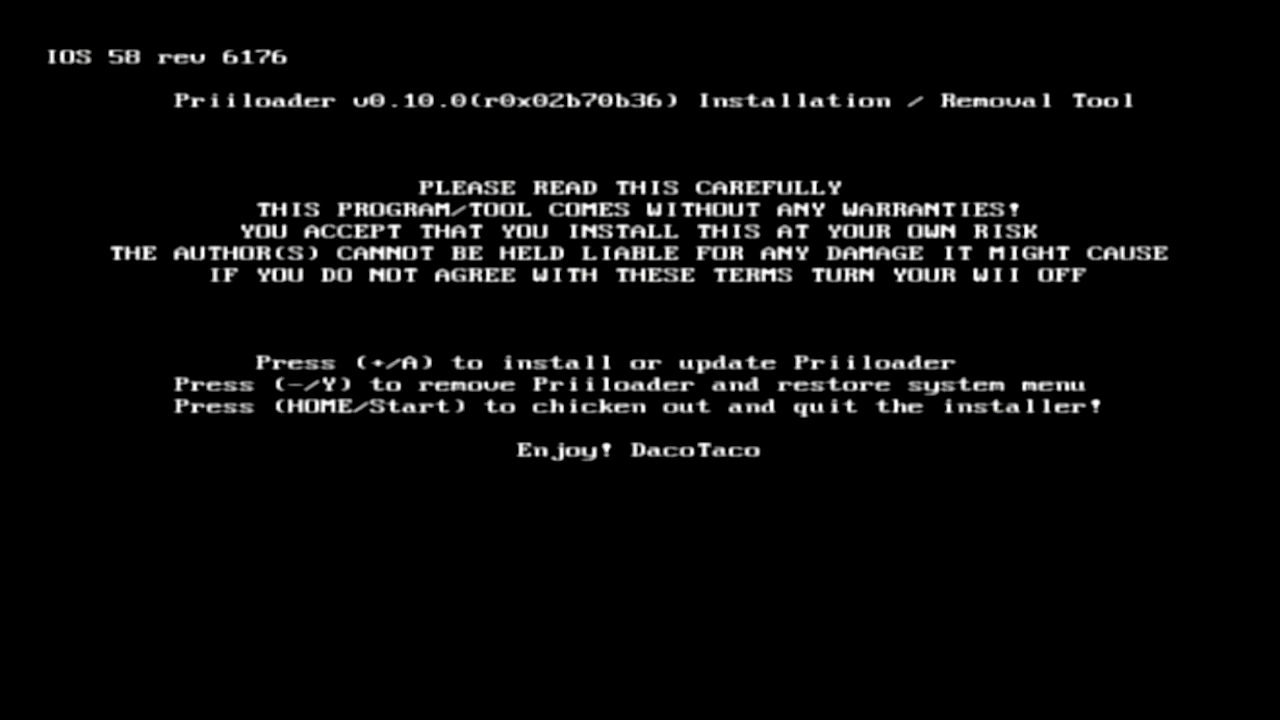 IOS 58 rev 6176
Priiloader v0.10.0(r0x02b70b36) Installation / Removal Tool
PLEASE READ THIS CAREFULLY
THIS PROGRAM/TOOL COMES WITHOUT ANY WARRANTIES!
YOU ACCEPT THAT YOU INSTALL THIS AT YOUR OWN RISK
THE AUTHOR(S) CANNOT BE HELD LIABLE FOR ANY DAMAGE IT MIGHT CAUSE
IF YOU DO NOT AGREE WITH THESE TERMS TURN YOUR WII OFF
Press (+/A) to install or update Priiloader
Press (-/Y) to remove Priiloader and restore system menu
Press (HOME/Start) to chicken out and quit the installer!
Enjoy! DacoTaco